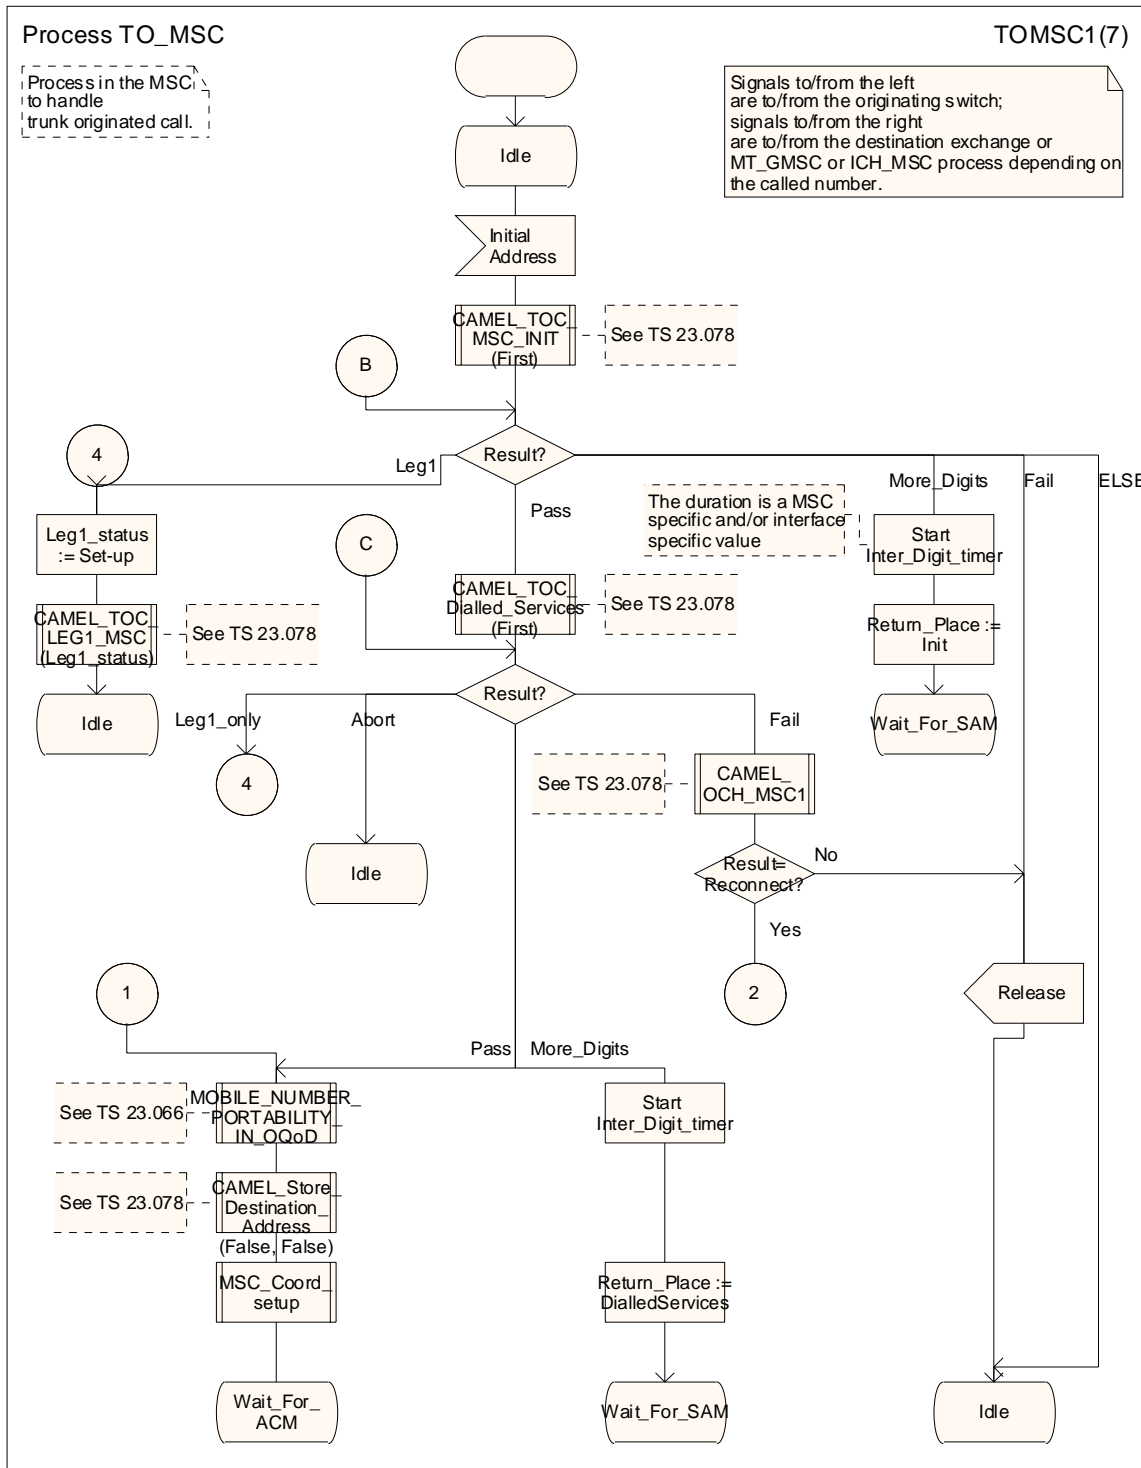 Process TO_MSC
TOMSC1(7)
Process in the MSC
to handle
trunk originated call.
Signals to/from the left
are to/from the originating switch;
signals to/from the right
are to/from the destination exchange or
MT_GMSC or ICH_MSC process depending on
the called number.
Idle
Initial
Address
CAMEL_TOC_
MSC_INIT
(First)
See TS 23.078
B
4
Result?
Leg1
More_Digits
Fail
ELSE
Pass
The duration is a MSC
specific and/or interface
specific value
Leg1_status
:= Set-up
C
Start
Inter_Digit_timer
CAMEL_TOC_
LEG1_MSC
(Leg1_status)
See TS 23.078
CAMEL_TOC_
Dialled_Services
(First)
See TS 23.078
Return_Place :=
Init
Result?
Idle
Leg1_only
Abort
Fail
Wait_For_SAM
4
See TS 23.078
CAMEL_
OCH_MSC1
Idle
Result=
Reconnect?
No
Yes
1
2
Release
Pass
More_Digits
See TS 23.066
MOBILE_NUMBER_
PORTABILITY_
IN_OQoD
Start
Inter_Digit_timer
See TS 23.078
CAMEL_Store_
Destination_
Address
(False, False)
MSC_Coord_
setup
Return_Place :=
DialledServices
Wait_For_
ACM
Wait_For_SAM
Idle